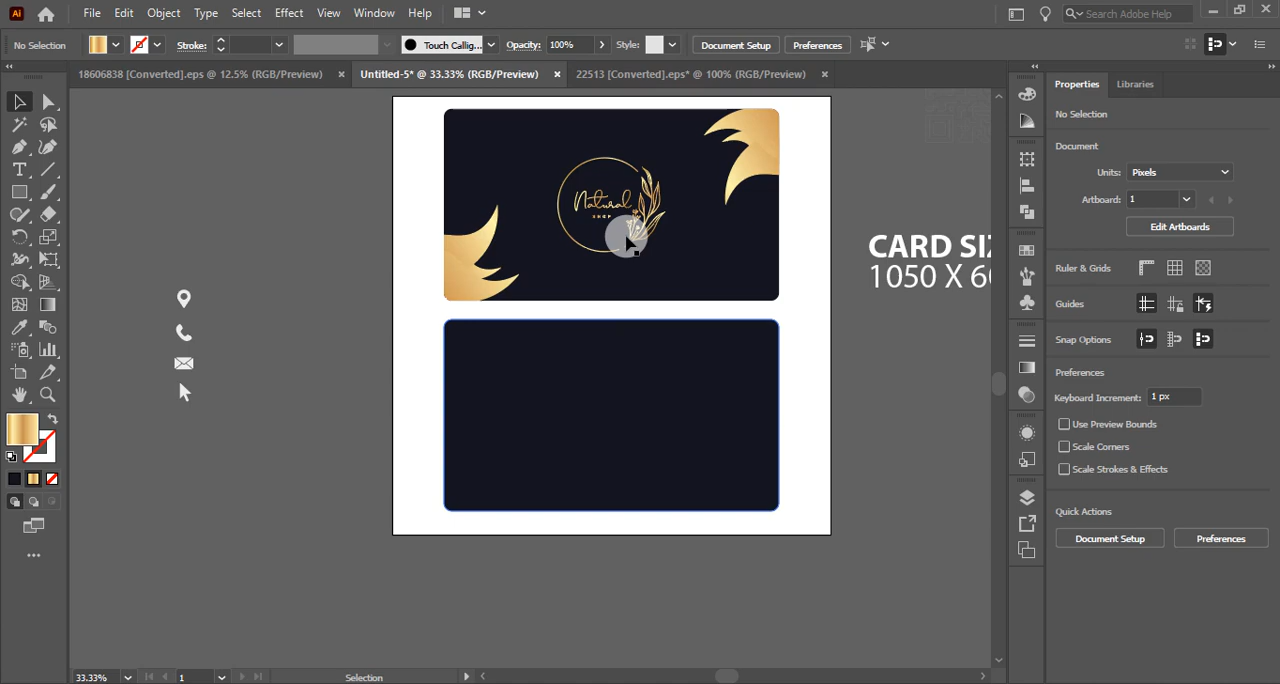 Ai
File Edit Object Type Select Effect View Window Help
Search Adobe Help
No Selection
Stroke:
Touch Callig...
Opacity: 100%
Style:
Document Setup
Preferences
18606838 [Converted].eps @ 12.5% (RGB/Preview) ×
Untitled-5* @ 33.33% (RGB/Preview) ×
22513 [Converted].eps* @ 100% (RGB/Preview) ×
Properties Libraries
No Selection
Document
Units: Pixels
Artboard: 1
Edit Artboards
Ruler & Grids
Guides
Snap Options
Preferences
Keyboard Increment: 1 px
Use Preview Bounds
Scale Corners
Scale Strokes & Effects
Quick Actions
Document Setup Preferences
Natural
SHOP
CARD SIZ
1050 X 60
33.33%
1
Selection